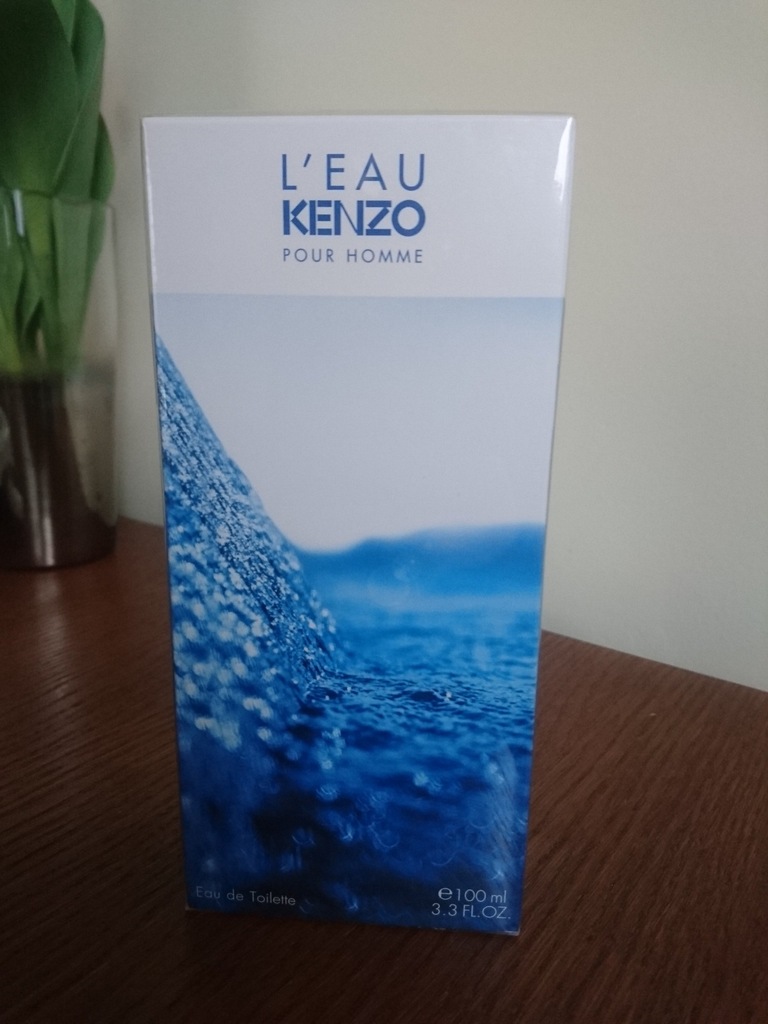 L'EAU
KENZO
POUR HOMME
Eau de Toilette
℮100 ml
3.3 FL.OZ.